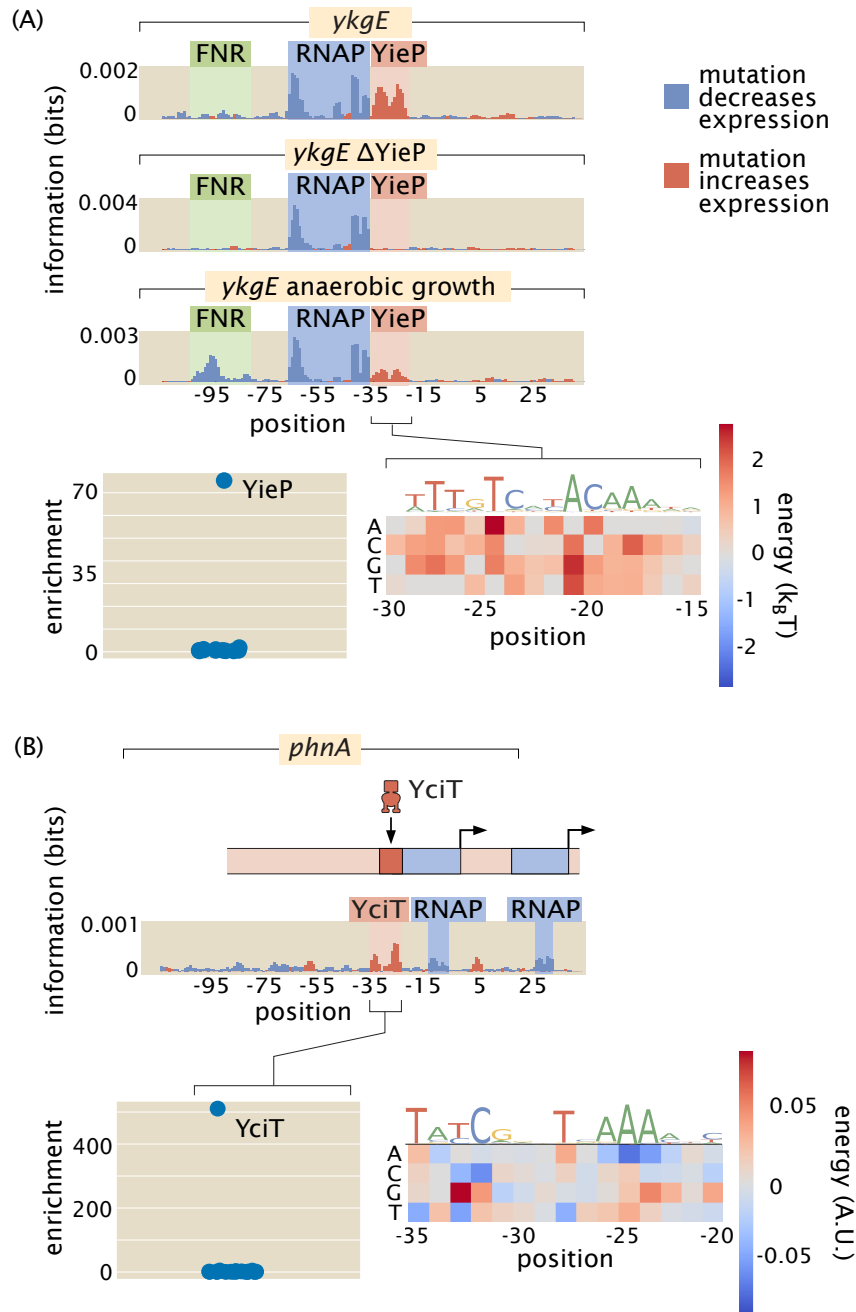 (A)
ykgE
FNR RNAP YieP
0.002
0
mutation
decreases
expression
mutation
increases
expression
information (bits)
ykgE ΔYieP
FNR RNAP YieP
0.004
0
ykgE anaerobic growth
FNR RNAP YieP
0.003
0
-95 -75 -55 -35 -15 5 25
position
70
35
0
enrichment
YieP
TTTGTCATACAAA
A
C
G
T
-30 -25 -20 -15
position
2
1
0
-1
-2
energy (kBT)
(B)
phnA
YciT
information (bits)
YciT RNAP RNAP
0.001
0
-95 -75 -55 -35 -15 5 25
position
400
200
0
enrichment
YciT
TATCG TCAAA
A
C
G
T
-35 -30 -25 -20
position
0.05
0
-0.05
energy (A.U.)